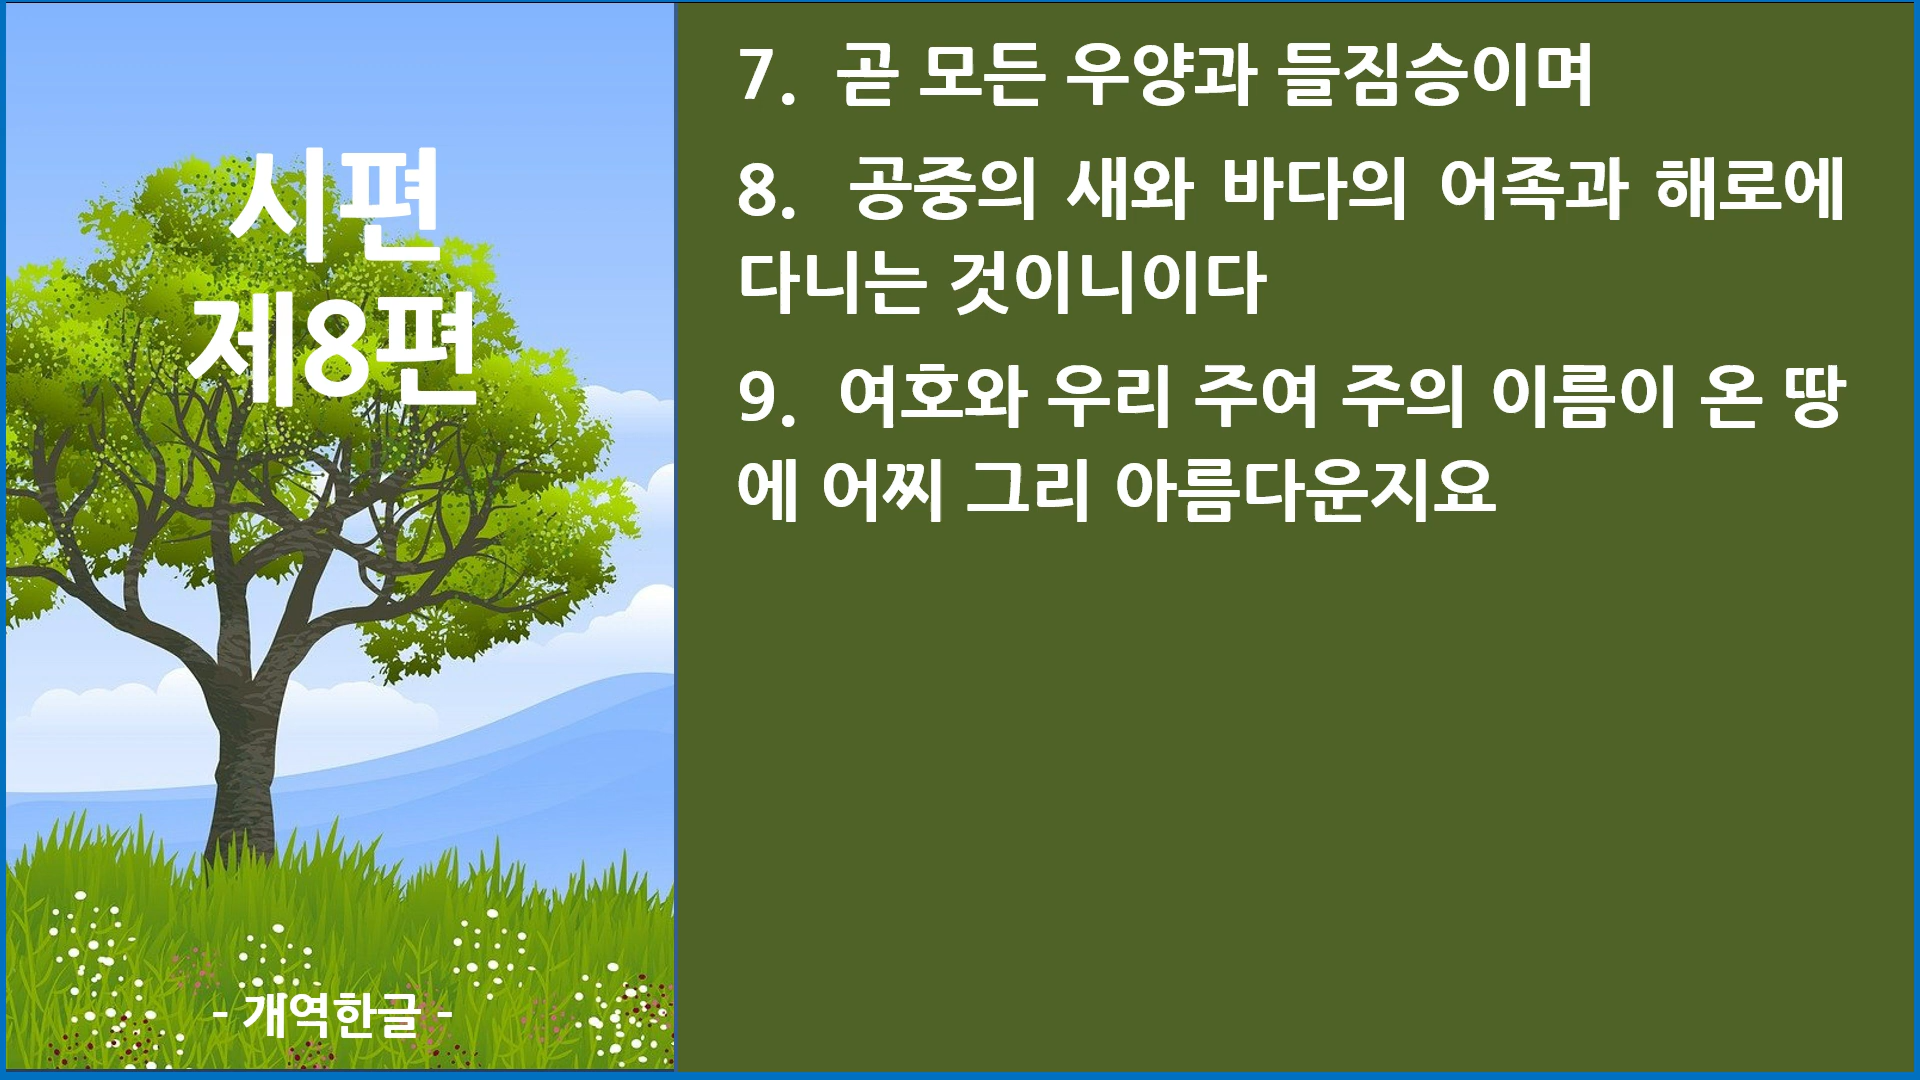 시편
제8편
- 개역한글 -
7. 곧 모든 우양과 들짐승이며
8. 공중의 새와 바다의 어족과 해로에
다니는 것이니이다
9. 여호와 우리 주여 주의 이름이 온 땅
에 어찌 그리 아름다운지요